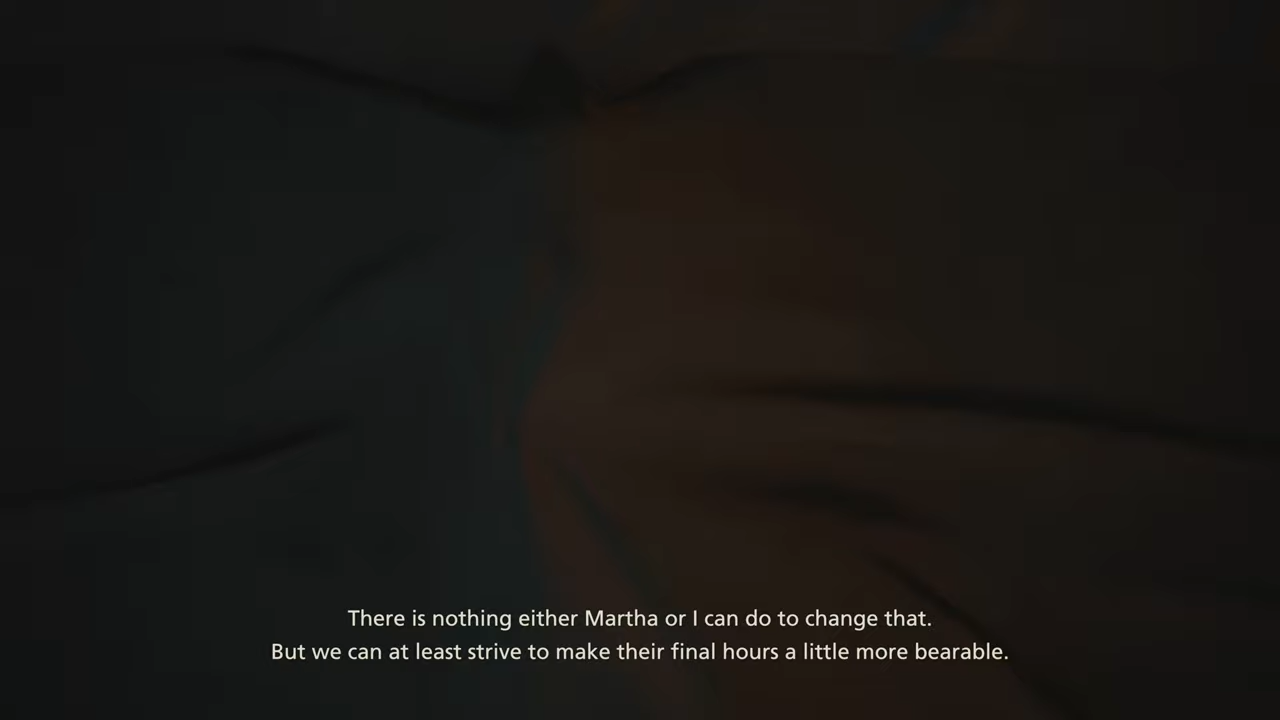 There is nothing either Martha or I can do to change that.
But we can at least strive to make their final hours a little more bearable.